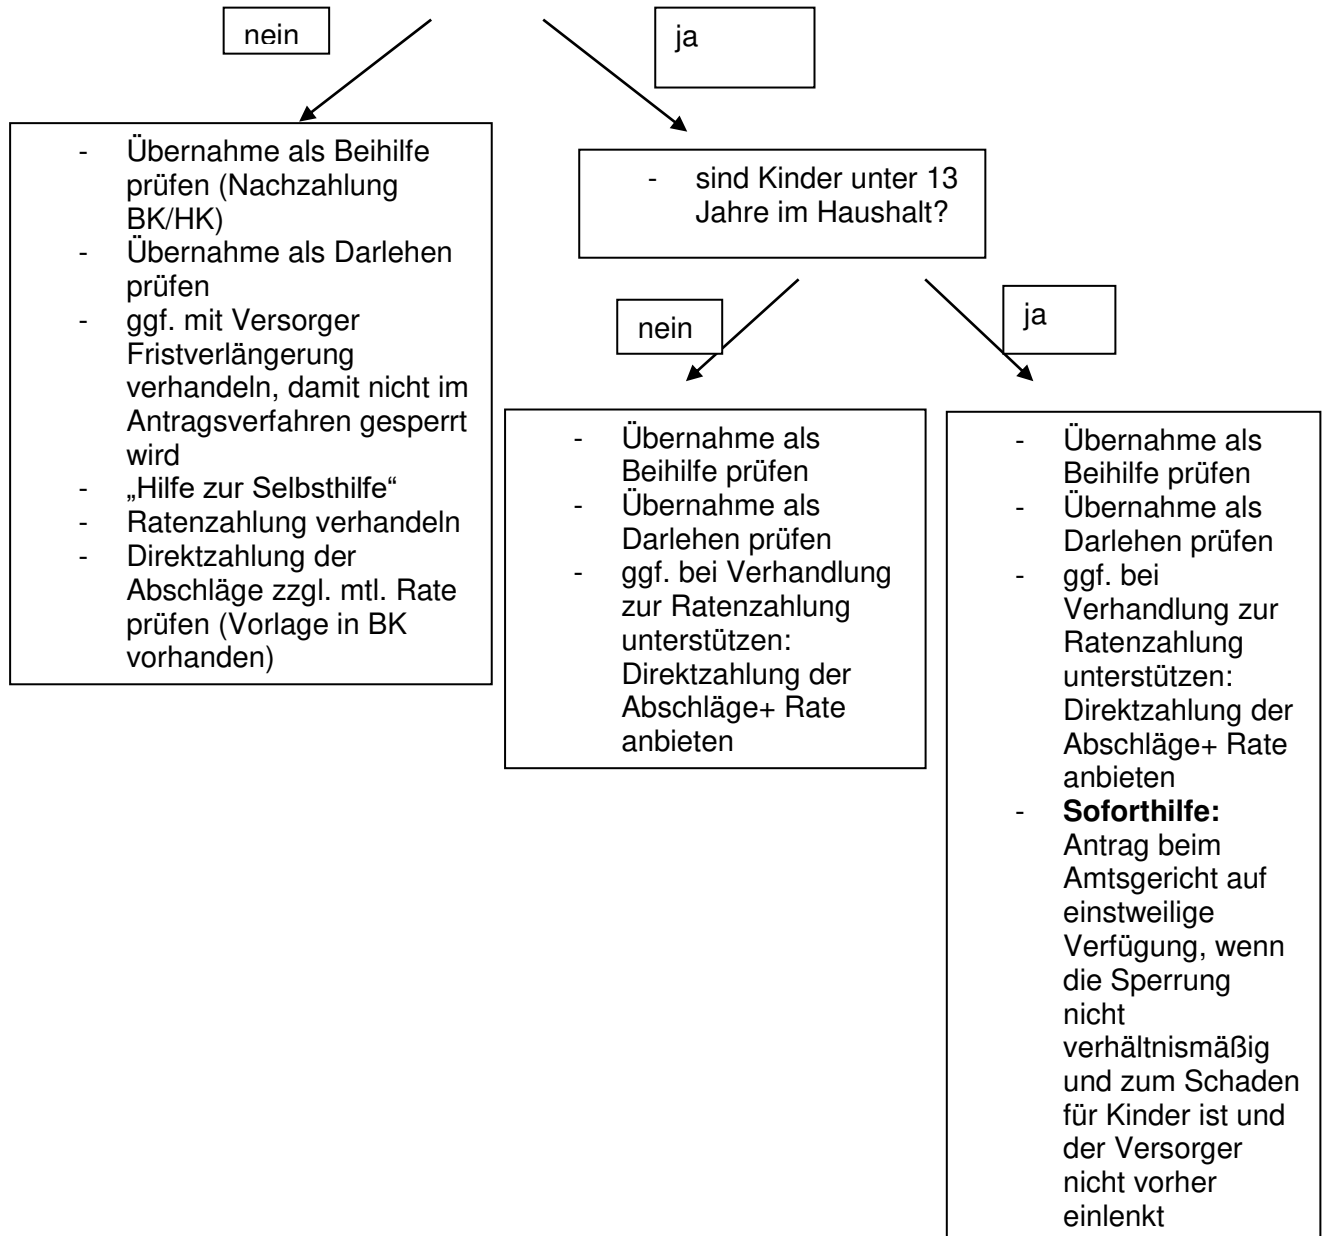 nein
ja
- Übernahme als Beihilfe
prüfen (Nachzahlung
BK/HK)
- Übernahme als Darlehen
prüfen
- ggf. mit Versorger
Fristverlängerung
verhandeln, damit nicht im
Antragsverfahren gesperrt
wird
- „Hilfe zur Selbsthilfe“
- Ratenzahlung verhandeln
- Direktzahlung der
Abschläge zzgl. mtl. Rate
prüfen (Vorlage in BK
vorhanden)
- sind Kinder unter 13
Jahre im Haushalt?
nein
ja
- Übernahme als
Beihilfe prüfen
- Übernahme als
Darlehen prüfen
- ggf. bei Verhandlung
zur Ratenzahlung
unterstützen:
Direktzahlung der
Abschläge+ Rate
anbieten
- Übernahme als
Beihilfe prüfen
- Übernahme als
Darlehen prüfen
- ggf. bei
Verhandlung zur
Ratenzahlung
unterstützen:
Direktzahlung der
Abschläge+ Rate
anbieten
- Soforthilfe:
Antrag beim
Amtsgericht auf
einstweilige
Verfügung, wenn
die Sperrung
nicht
verhältnismäßig
und zum Schaden
für Kinder ist und
der Versorger
nicht vorher
einlenkt